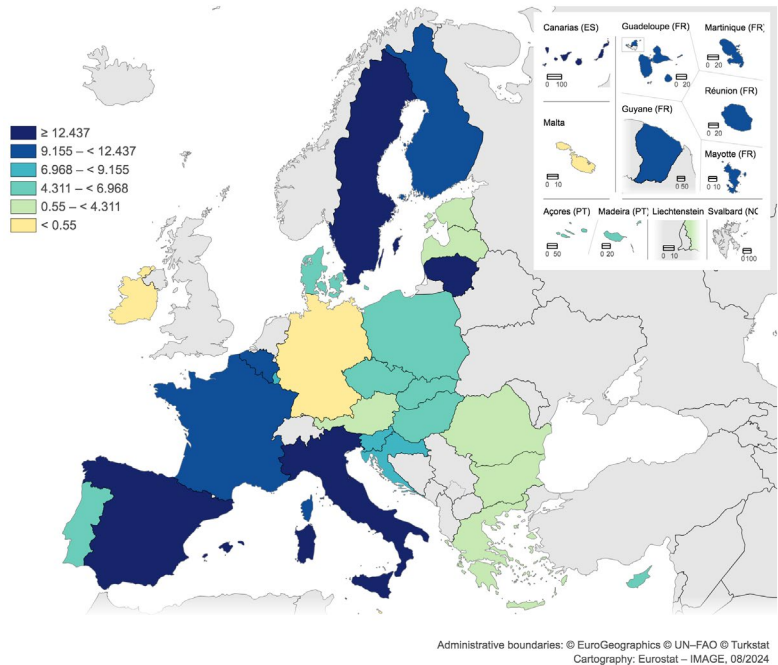 Canarias (ES)
0 100
Guadeloupe (FR)
0 20
Martinique (FR)
0 20
Réunion (FR)
0 20
Guyane (FR)
0 50
Mayotte (FR)
0 10
Malta
0 10
Açores (PT)
0 50
Madeira (PT)
0 20
Liechtenstein
0 10
Svalbard (NO
0100
≥ 12.437
9.155 – < 12.437
6.968 – < 9.155
4.311 – < 6.968
0.55 – < 4.311
< 0.55
Administrative boundaries: © EuroGeographics © UN–FAO © Turkstat
Cartography: Eurostat – IMAGE, 08/2024